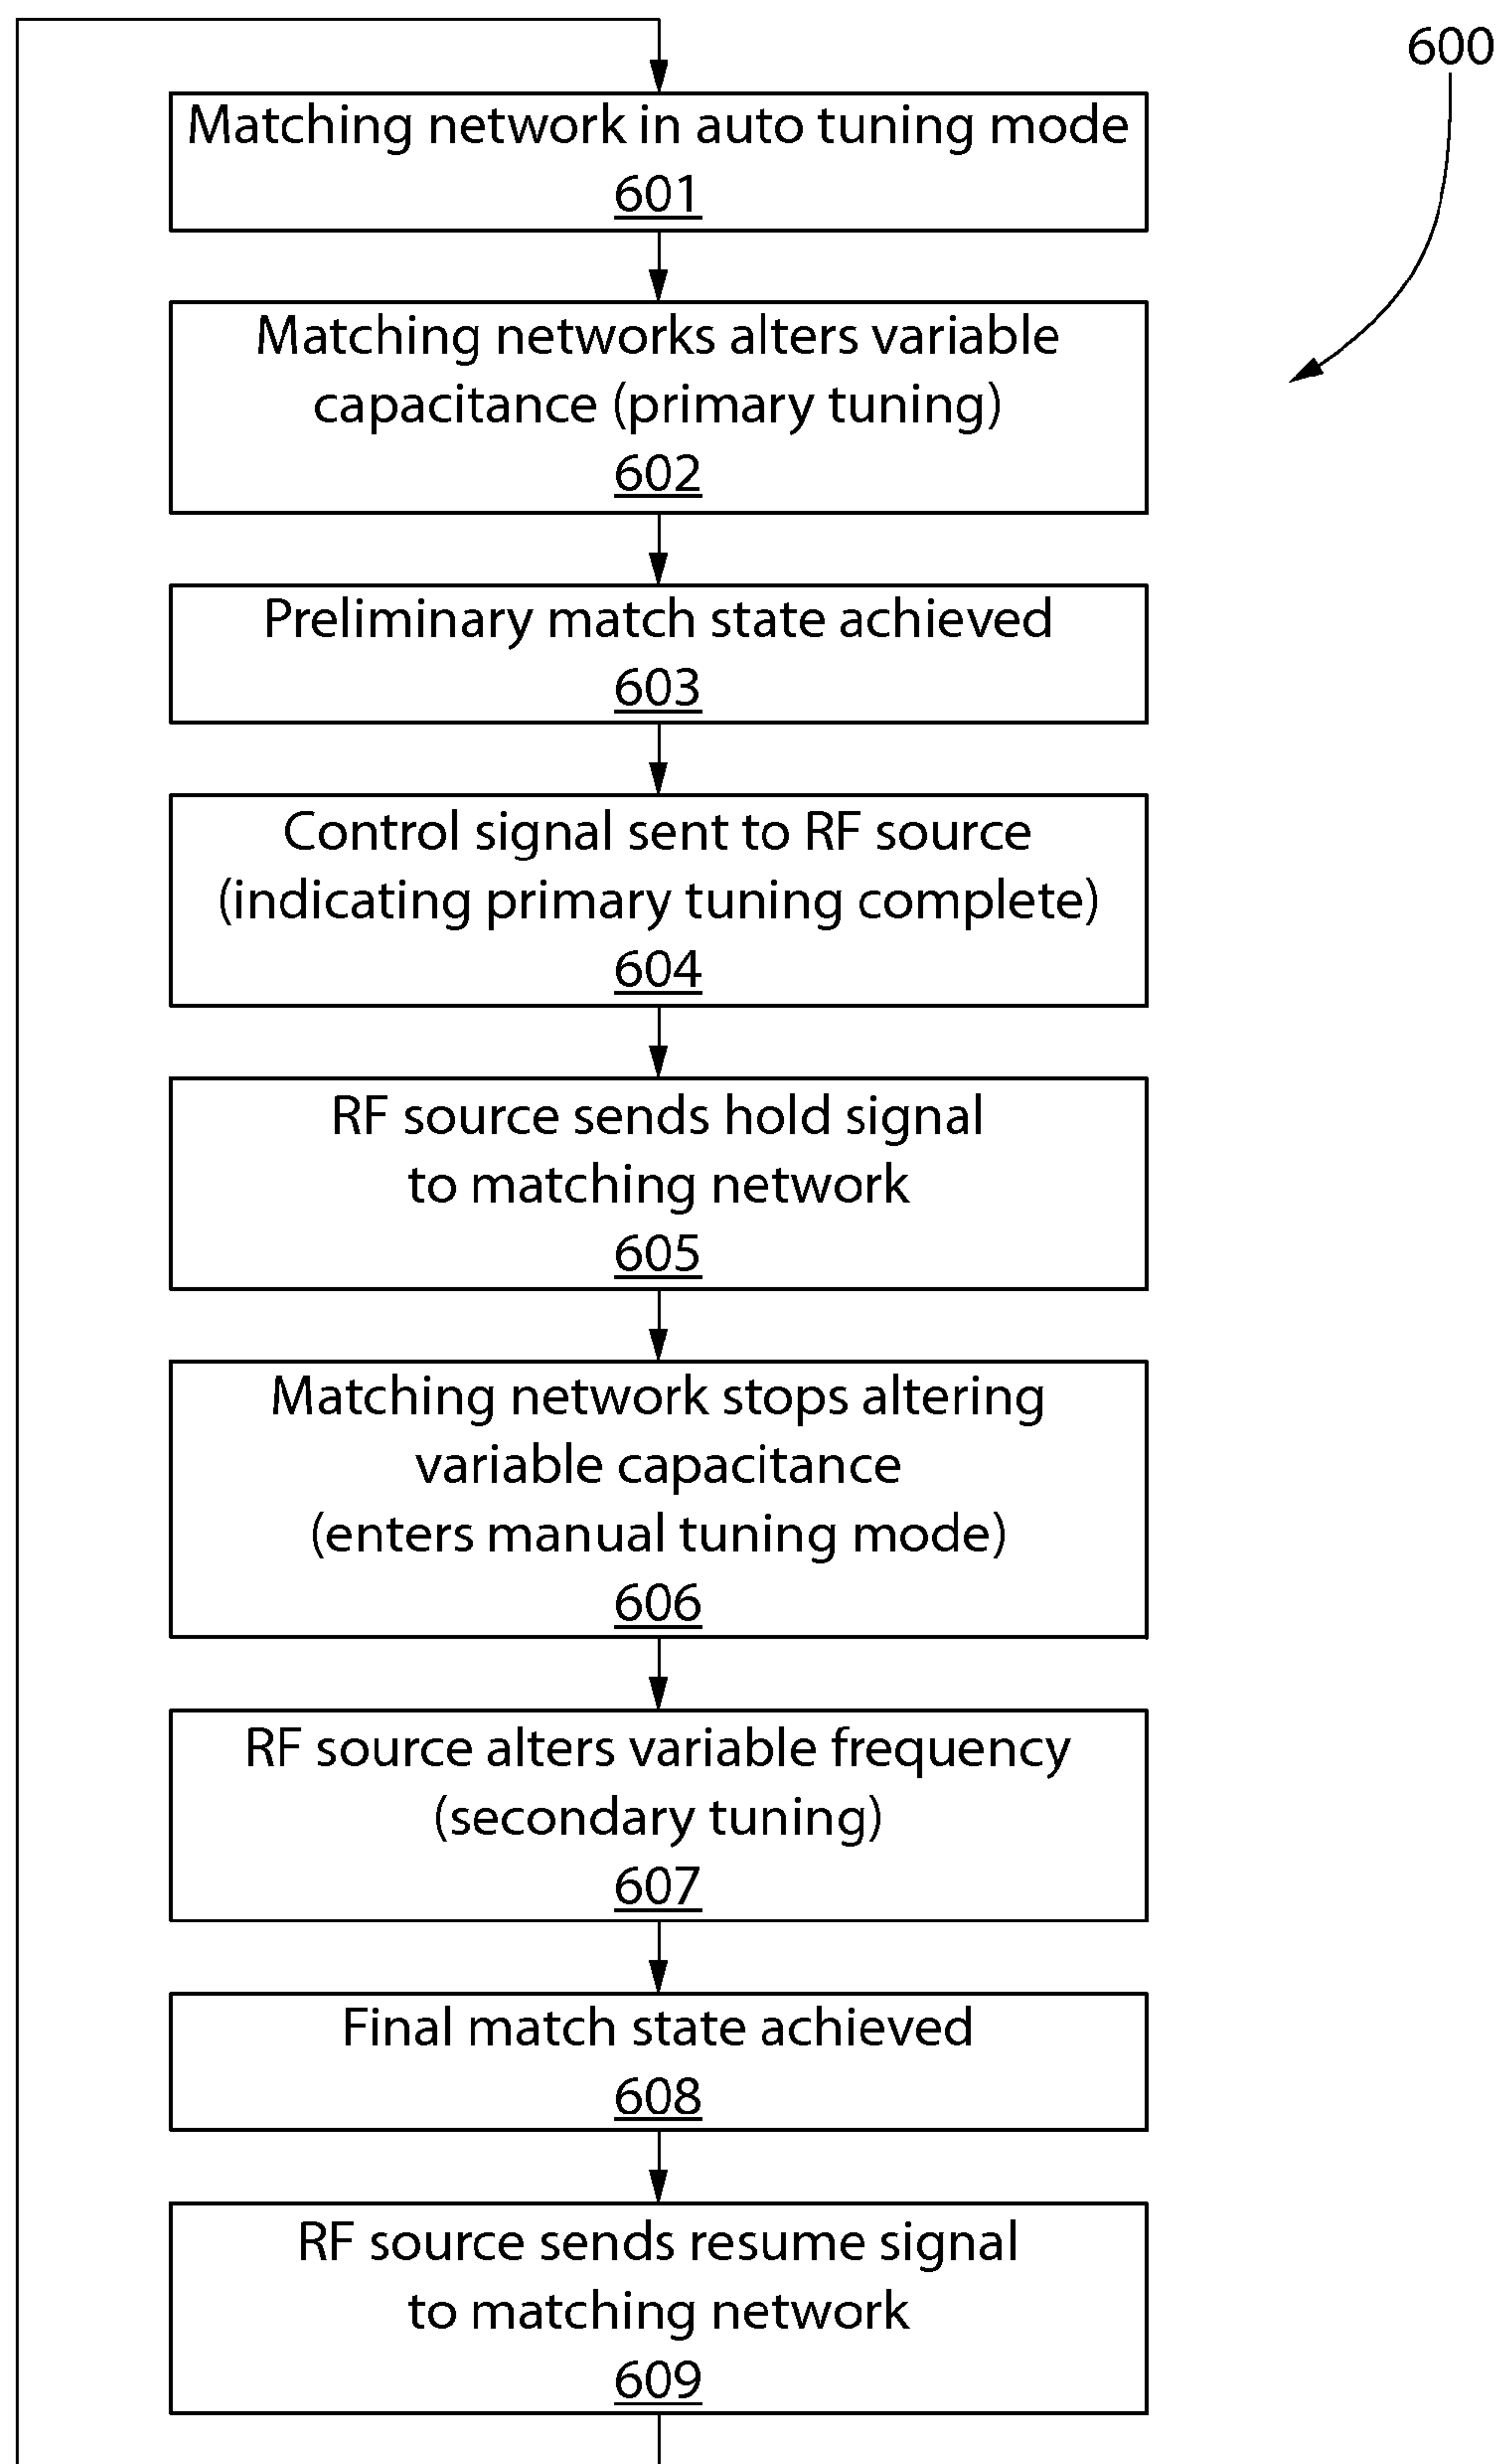 600
Matching network in auto tuning mode
601
Matching networks alters variable
capacitance (primary tuning)
602
Preliminary match state achieved
603
Control signal sent to RF source
(indicating primary tuning complete)
604
RF source sends hold signal
to matching network
605
Matching network stops altering
variable capacitance
(enters manual tuning mode)
606
RF source alters variable frequency
(secondary tuning)
607
Final match state achieved
608
RF source sends resume signal
to matching network
609